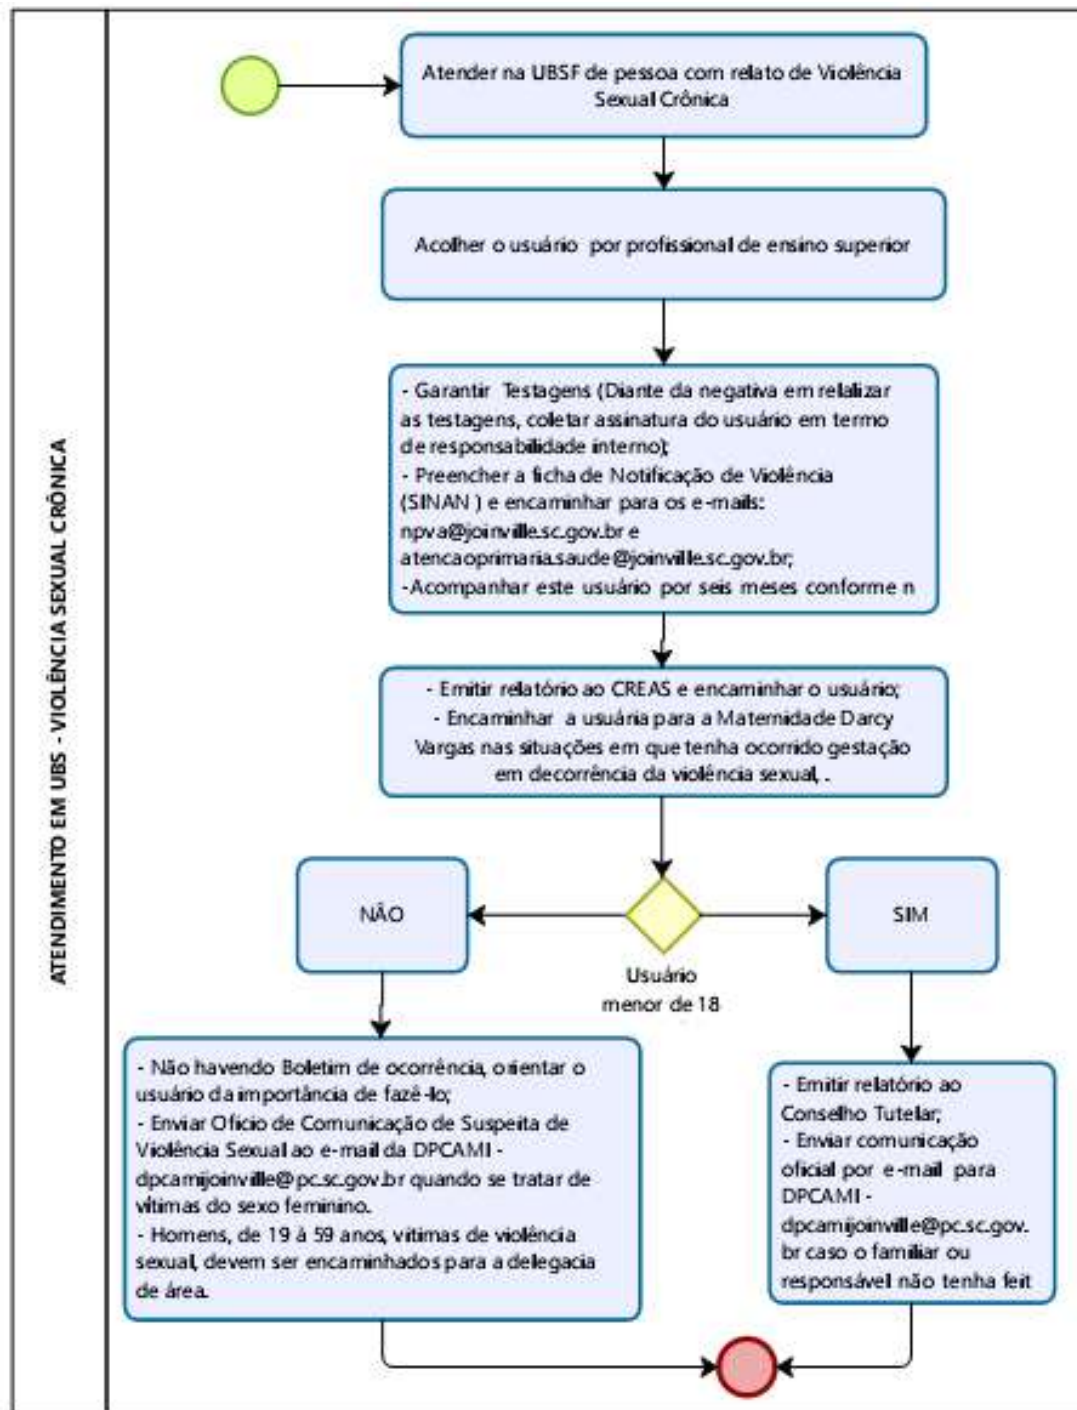 ATENDIMENTO EM UBS - VIOLÊNCIA SEXUAL CRÔNICA
Atender na UBSF de pessoa com relato de Violência
Sexual Crônica
Acolher o usuário por profissional de ensino superior
- Garantir Testagens (Diante da negativa em relalizar
as testagens, coletar assinatura do usuário em termo
de responsabilidade interno);
- Preencher a ficha de Notificação de Violência
(SINAN ) e encaminhar para os e-mails:
npva@joinville.sc.gov.br e
atencaoprimaria.saude@joinville.sc.gov.br;
-Acompanhar este usuário por seis meses conforme n
- Emitir relatório ao CREAS e encaminhar o usuário;
- Encaminhar a usuária para a Maternidade Darcy
Vargas nas situações em que tenha ocorrido gestação
em decorrência da violência sexual, .
NÃO
SIM
Usuário
menor de 18
- Não havendo Boletim de ocorrência, orientar o
usuário da importância de fazê-lo;
- Enviar Oficio de Comunicação de Suspeita de
Violência Sexual ao e-mail da DPCAMI -
dpcamijoinville@pc.sc.gov.br quando se tratar de
vítimas do sexo feminino.
- Homens, de 19 à 59 anos, vítimas de violência
sexual, devem ser encaminhados para a delegacia
de área.
- Emitir relatório ao
Conselho Tutelar;
- Enviar comunicação
oficial por e-mail para
DPCAMI -
dpcamijoinville@pc.sc.gov.
br caso o familiar ou
responsável não tenha feit